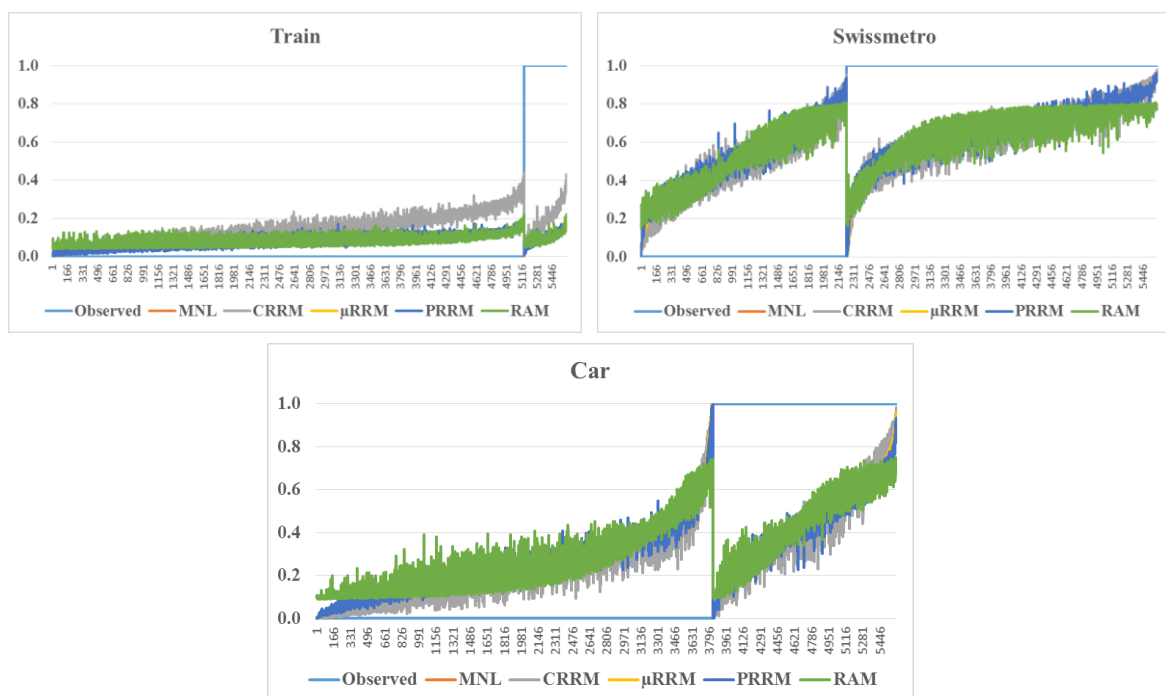 Train
1.0
0.8
0.6
0.4
0.2
0.0
1 166 331 496 661 826 991 1156 1321 1486 1651 1816 1981 2146 2311 2476 2641 2806 2971 3136 3301 3466 3631 3796 3961 4126 4291 4456 4621 4786 4951 5116 5281 5446
Observed MNL CRRM μRRM PRRM RAM
Swissmetro
1.0
0.8
0.6
0.4
0.2
0.0
1 166 331 496 661 826 991 1156 1321 1486 1651 1816 1981 2146 2311 2476 2641 2806 2971 3136 3301 3466 3631 3796 3961 4126 4291 4456 4621 4786 4951 5116 5281 5446
Observed MNL CRRM μRRM PRRM RAM
Car
1.0
0.8
0.6
0.4
0.2
0.0
1 166 331 496 661 826 991 1156 1321 1486 1651 1816 1981 2146 2311 2476 2641 2806 2971 3136 3301 3466 3631 3796 3961 4126 4291 4456 4621 4786 4951 5116 5281 5446
Observed MNL CRRM μRRM PRRM RAM